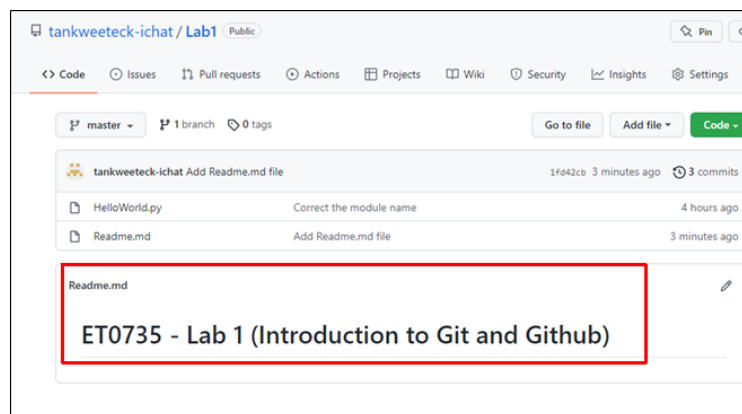 tankweeteck-ichat / Lab1 Public Pin
Code Issues Pull requests Actions Projects Wiki Security Insights Settings
master 1 branch 0 tags Go to file Add file Code
tankweeteck-ichat Add Readme.md file 1fd42cb 3 minutes ago 3 commits
HelloWorld.py Correct the module name 4 hours ago
Readme.md Add Readme.md file 3 minutes ago
Readme.md
ET0735 - Lab 1 (Introduction to Git and Github)